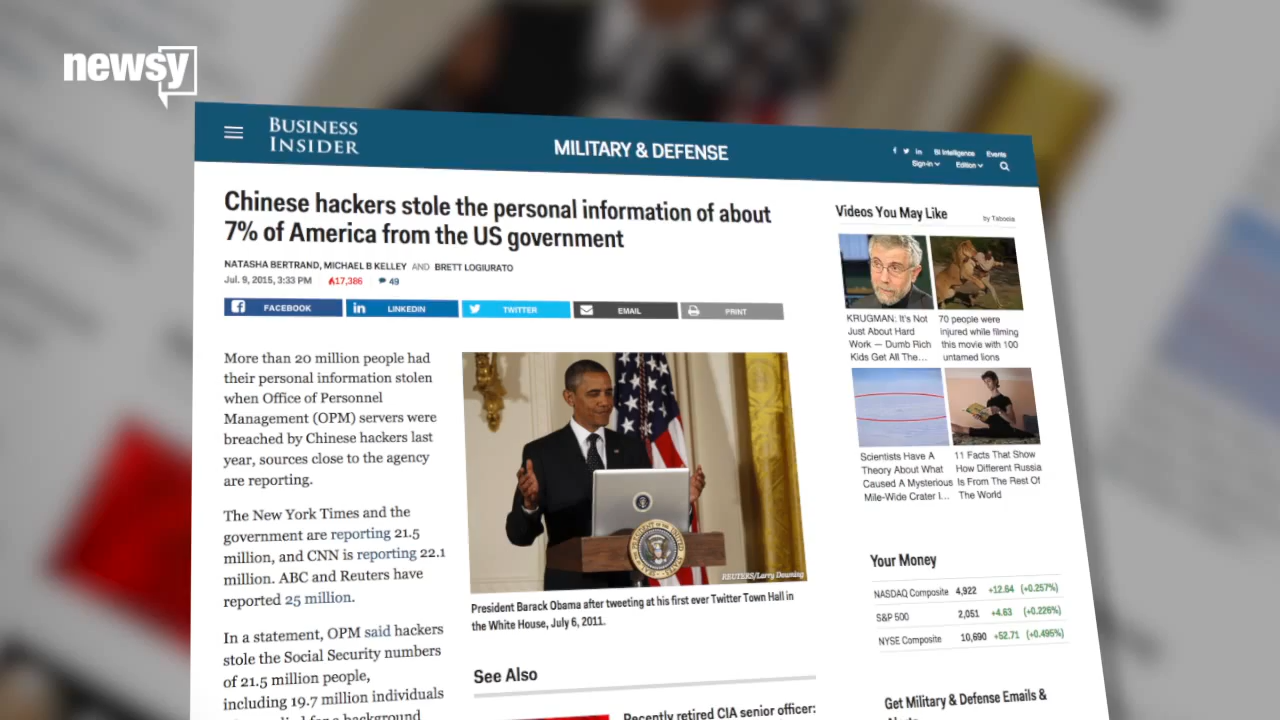 newsy
BUSINESS
INSIDER
MILITARY & DEFENSE
BI Intelligence
Events
Sign-in
Edition
Chinese hackers stole the personal information of about
7% of America from the US government
NATASHA BERTRAND, MICHAEL B KELLEY AND BRETT LOGIURATO
Jul. 9, 2015, 3:33 PM 17,386 49
FACEBOOK
LINKEDIN
TWITTER
EMAIL
PRINT
More than 20 million people had
their personal information stolen
when Office of Personnel
Management (OPM) servers were
breached by Chinese hackers last
year, sources close to the agency
are reporting.
The New York Times and the
government are reporting 21.5
million, and CNN is reporting 22.1
million. ABC and Reuters have
reported 25 million.
In a statement, OPM said hackers
stole the Social Security numbers
of 21.5 million people,
including 19.7 million individuals
for a background
REUTERS/Larry Downing
President Barack Obama after tweeting at his first ever Twitter Town Hall in
the White House, July 6, 2011.
See Also
Recently retired CIA senior officer:
Videos You May Like
by Taboola
KRUGMAN: It's Not
Just About Hard
Work — Dumb Rich
Kids Get All The...
70 people were
injured while filming
this movie with 100
untamed lions
Scientists Have A
Theory About What
Caused A Mysterious
Mile-Wide Crater I...
11 Facts That Show
How Different Russia
Is From The Rest Of
The World
Your Money
NASDAQ Composite 4,922 +12.64 (+0.257%)
S&P 500 2,051 +4.63 (+0.226%)
NYSE Composite 10,690 +52.71 (+0.495%)
Get Military & Defense Emails &